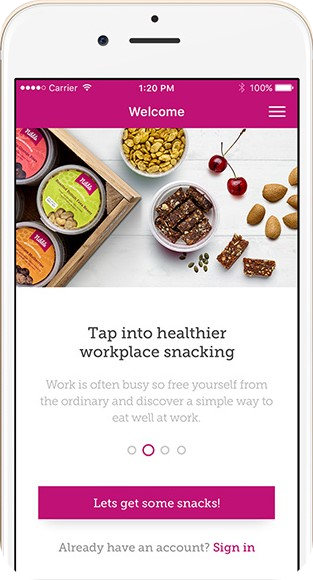 Carrier 1:20 PM 100%
Welcome
Nibble
Nibble
Nibble
Tap into healthier
workplace snacking
Work is often busy so free yourself from
the ordinary and discover a simple way to
eat well at work.
Lets get some snacks!
Already have an account? Sign in